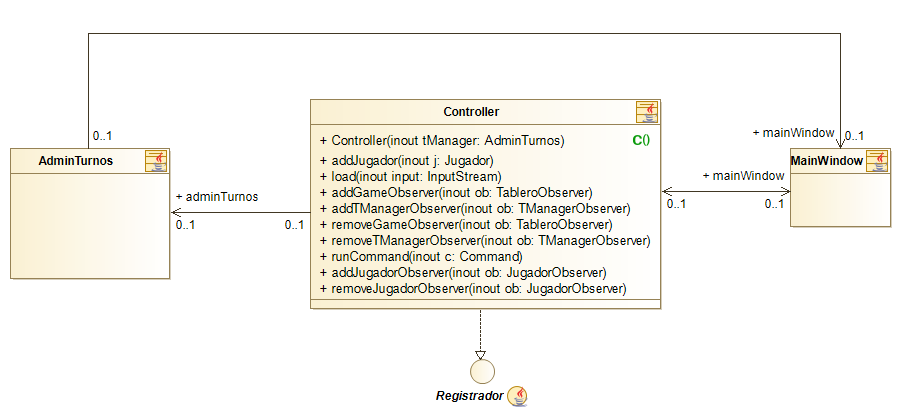 Controller
+ Controller(inout tManager: AdminTurnos) C()
+ addJugador(inout j: Jugador)
+ load(inout input: InputStream)
+ addGameObserver(inout ob: TableroObserver)
+ addTManagerObserver(inout ob: TManagerObserver)
+ removeGameObserver(inout ob: TableroObserver)
+ removeTManagerObserver(inout ob: TManagerObserver)
+ runCommand(inout c: Command)
+ addJugadorObserver(inout ob: JugadorObserver)
+ removeJugadorObserver(inout ob: JugadorObserver)
0..1
+ mainWindow 0..1
AdminTurnos
MainWindow
+ mainWindow
0..1 0..1
+ adminTurnos
0..1 0..1
Registrador